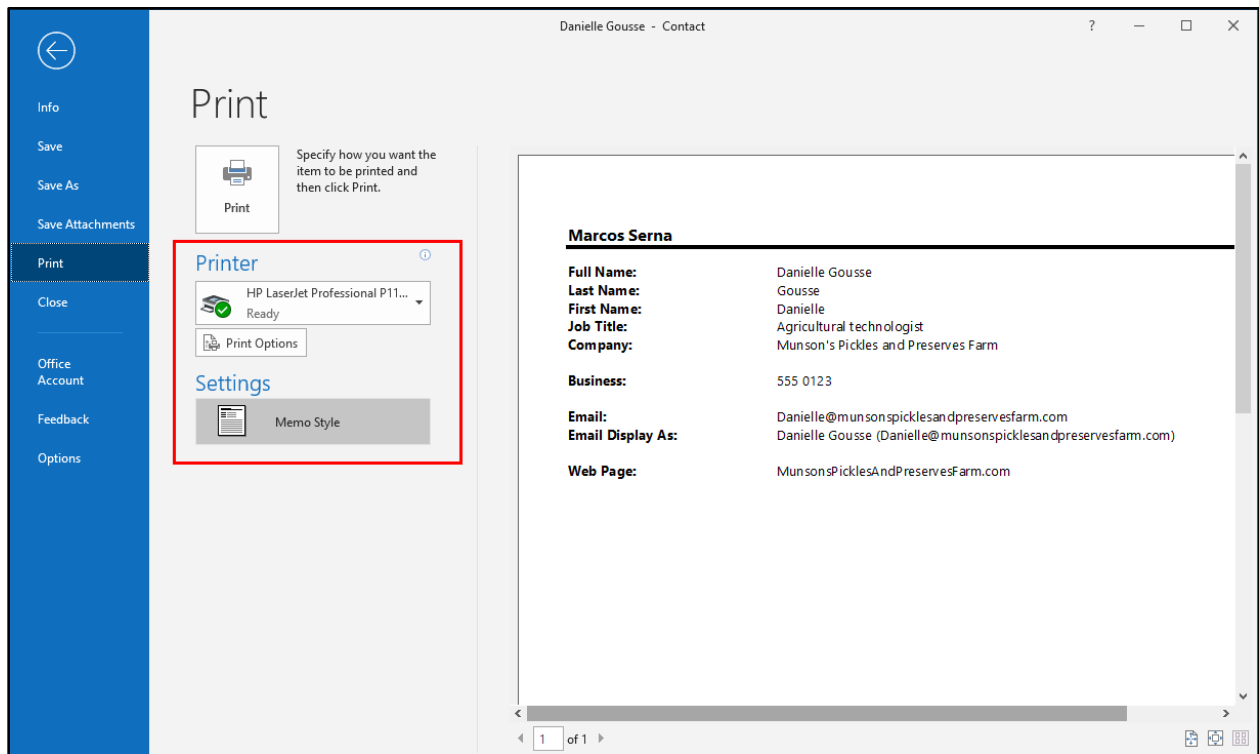 Danielle Gousse - Contact
?
Info
Save
Save As
Save Attachments
Print
Close
Office
Account
Feedback
Options
Print
Print
Specify how you want the
item to be printed and
then click Print.
Printer
HP LaserJet Professional P11...
Ready
Print Options
Settings
Memo Style
Marcos Serna
Full Name: Danielle Gousse
Last Name: Gousse
First Name: Danielle
Job Title: Agricultural technologist
Company: Munson's Pickles and Preserves Farm
Business: 555 0123
Email: Danielle@munsonspicklesandpreservesfarm.com
Email Display As: Danielle Gousse (Danielle@munsonspicklesandpreservesfarm.com)
Web Page: MunsonsPicklesAndPreservesFarm.com
1 of 1